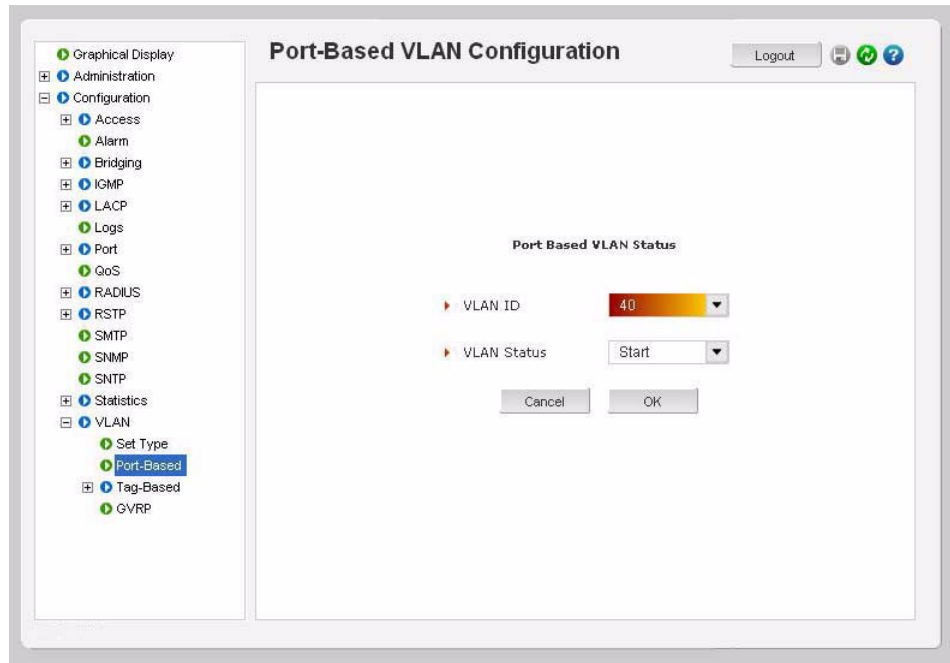 Port-Based VLAN Configuration
Logout
Graphical Display
Administration
Configuration
Access
Alarm
Bridging
IGMP
LACP
Logs
Port
QoS
RADIUS
RSTP
SMTP
SNMP
SNTP
Statistics
VLAN
Set Type
Port-Based
Tag-Based
GVRP
Port Based VLAN Status
VLAN ID 40
VLAN Status Start
Cancel OK